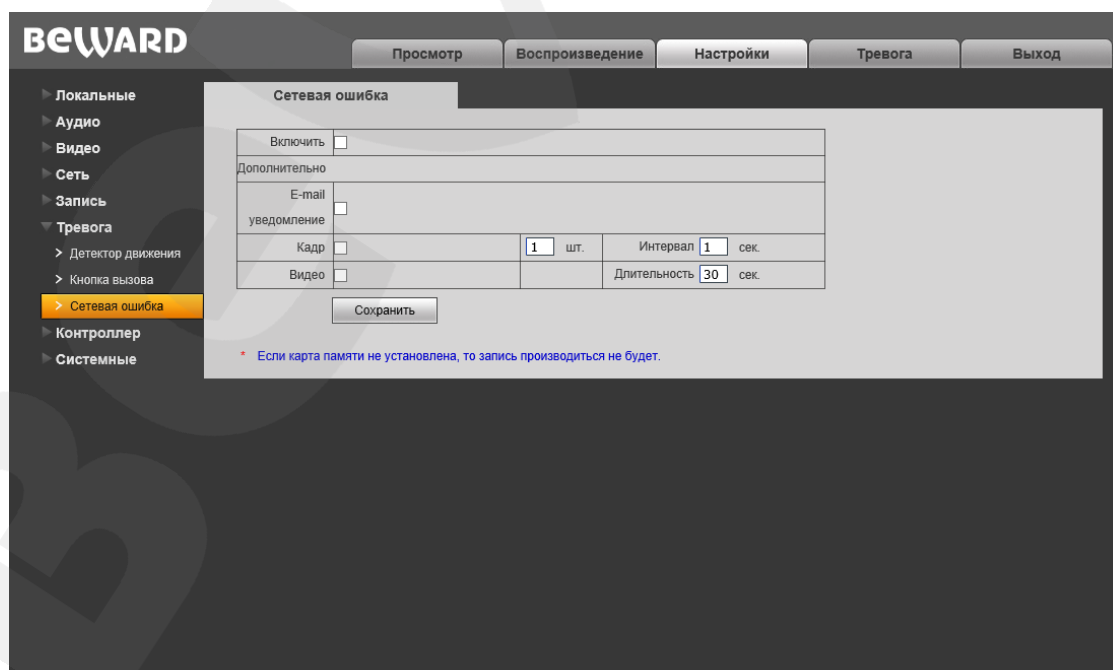 BEWARD
Просмотр Воспроизведение Настройки Тревога Выход
Локальные
Аудио
Видео
Сеть
Запись
Тревога
> Детектор движения
> Кнопка вызова
> Сетевая ошибка
Контроллер
Системные
Сетевая ошибка
Включить
Дополнительно
E-mail
уведомление
Кадр 1 шт. Интервал 1 сек.
Видео Длительность 30 сек.
Сохранить
* Если карта памяти не установлена, то запись производиться не будет.